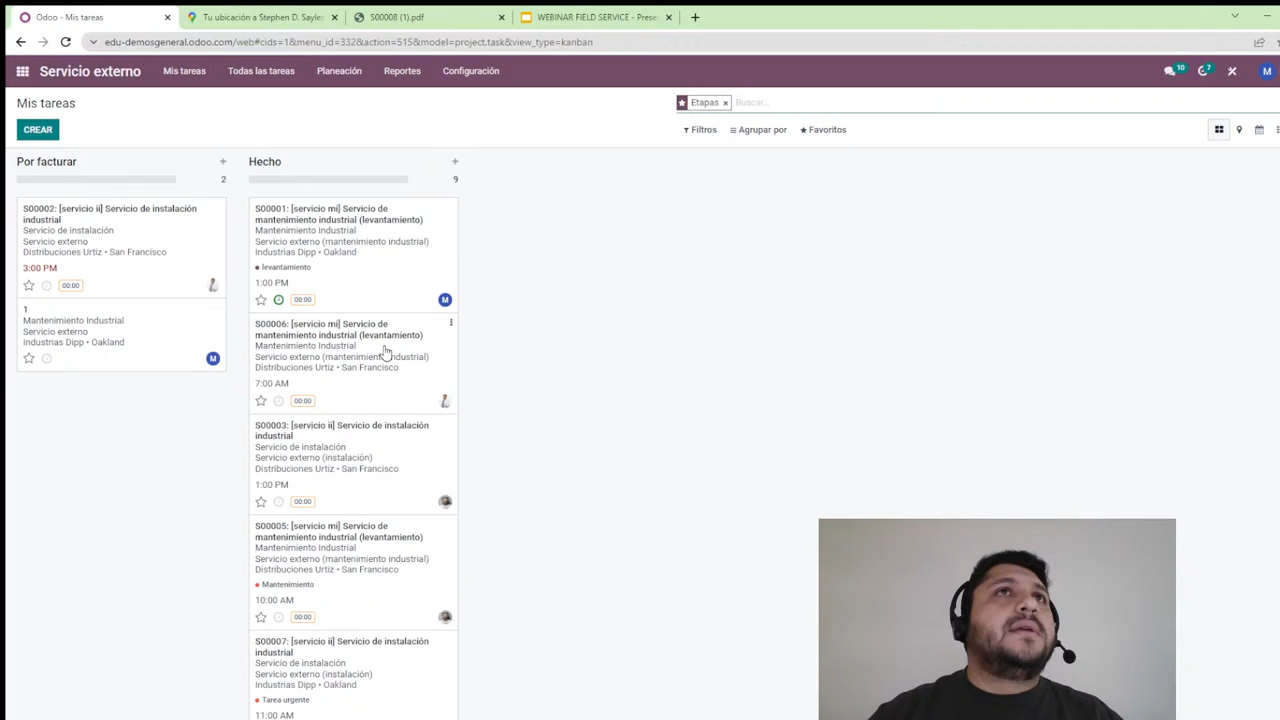 Odoo - Mis tareas
Tu ubicación a Stephen D. Sayles
S00008 (1).pdf
WEBINAR FIELD SERVICE - Prese
edu-demosgeneral.odoo.com/web#cids=1&menu_id=332&action=515&model=project.task&view_type=kanban
Servicio externo
Mis tareas
Todas las tareas
Planeación
Reportes
Configuración
10
7
M
Mis tareas
Etapas
Buscar...
CREAR
Filtros
Agrupar por
Favoritos
Por facturar
2
S00002: [servicio ii] Servicio de instalación
industrial
Servicio de instalación
Servicio externo
Distribuciones Urtiz • San Francisco
3:00 PM
00:00
1
Mantenimiento Industrial
Servicio externo
Industrias Dipp • Oakland
M
Hecho
9
S00001: [servicio mi] Servicio de
mantenimiento industrial (levantamiento)
Mantenimiento Industrial
Servicio externo (mantenimiento industrial)
Industrias Dipp • Oakland
levantamiento
1:00 PM
00:00
M
S00006: [servicio mi] Servicio de
mantenimiento industrial (levantamiento)
Mantenimiento Industrial
Servicio externo (mantenimiento industrial)
Distribuciones Urtiz • San Francisco
7:00 AM
00:00
S00003: [servicio ii] Servicio de instalación
industrial
Servicio de instalación
Servicio externo (instalación)
Distribuciones Urtiz • San Francisco
1:00 PM
00:00
S00005: [servicio mi] Servicio de
mantenimiento industrial (levantamiento)
Mantenimiento Industrial
Servicio externo (mantenimiento industrial)
Distribuciones Urtiz • San Francisco
Mantenimiento
10:00 AM
00:00
S00007: [servicio ii] Servicio de instalación
industrial
Servicio de instalación
Servicio externo (instalación)
Industrias Dipp • Oakland
Tarea urgente
11:00 AM